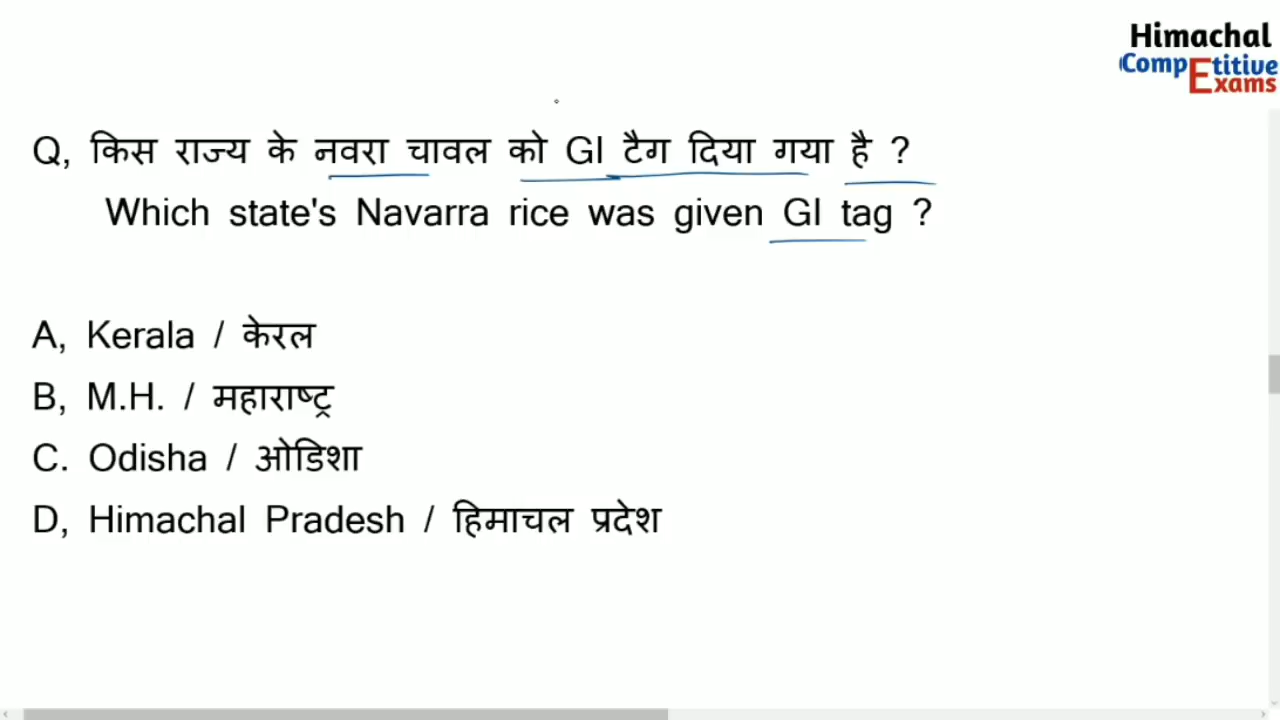 Himachal
CompEtitive
Exams
Q, किस राज्य के नवरा चावल को GI टैग दिया गया है ?
Which state's Navarra rice was given GI tag ?
A, Kerala / केरल
B, M.H. / महाराष्ट्र
C. Odisha / ओडिशा
D, Himachal Pradesh / हिमाचल प्रदेश